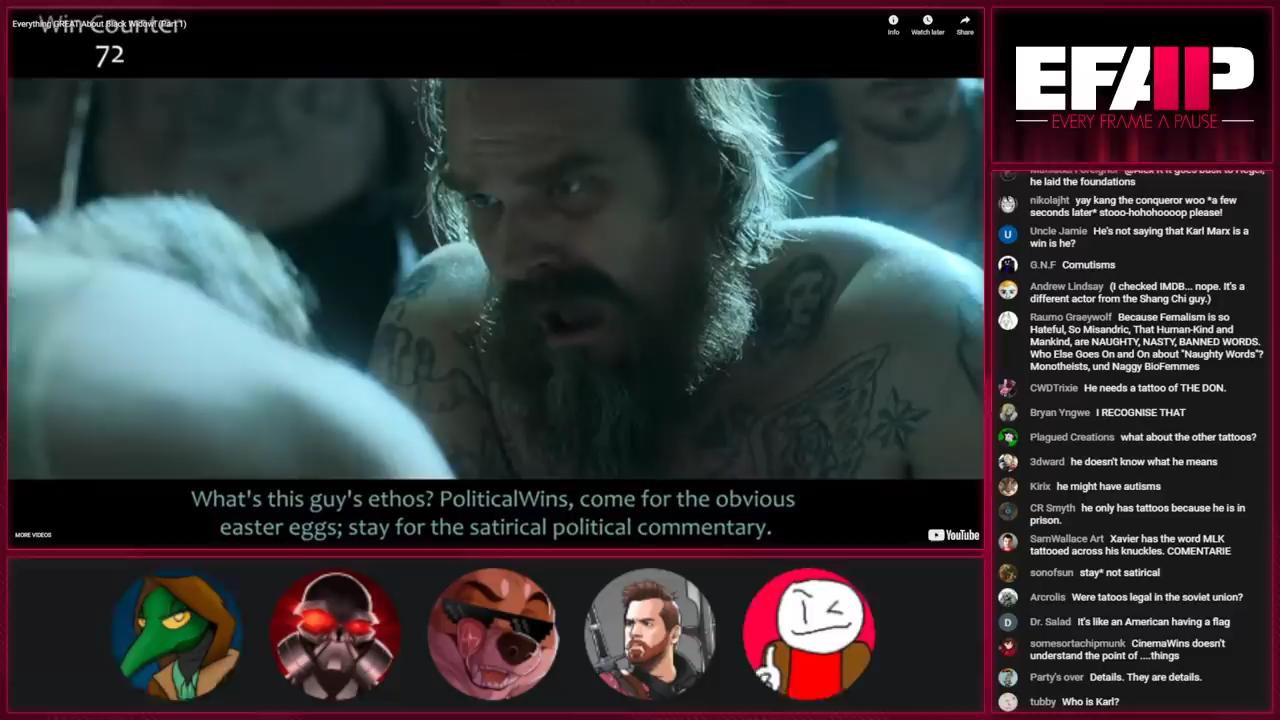 Everything GREAT About Black Widow! (Part 1)
Win Counter
72
Info
Watch later
Share
What's this guy's ethos? PoliticalWins, come for the obvious
easter eggs; stay for the satirical political commentary.
MORE VIDEOS
YouTube
EFAP
EVERY FRAME A PAUSE
he laid the foundations
nikolajht yay kang the conqueror woo *a few
seconds later* stooo-hohohoooop please!
Uncle Jamie He's not saying that Karl Marx is a
win is he?
G.N.F Comutisms
Andrew Lindsay (I checked IMDB... nope. It's a
different actor from the Shang Chi guy.)
Raumo Graeywolf Because Femalism is so
Hateful, So Misandric, That Human-Kind and
Mankind, are NAUGHTY, NASTY, BANNED WORDS.
Who Else Goes On and On about "Naughty Words"?
Monotheists, und Naggy BioFemmes
CWDTrixie He needs a tattoo of THE DON.
Bryan Yngwe I RECOGNISE THAT
Plagued Creations what about the other tattoos?
3dward he doesn't know what he means
Kirix he might have autisms
CR Smyth he only has tattoos because he is in
prison.
SamWallace Art Xavier has the word MLK
tattooed across his knuckles. COMENTARIE
sonofsun stay* not satirical
Arcrolis Were tatoos legal in the soviet union?
D Dr. Salad It's like an American having a flag
somesortachipmunk CinemaWins doesn't
understand the point of ....things
Party's over Details. They are details.
tubby Who is Karl?